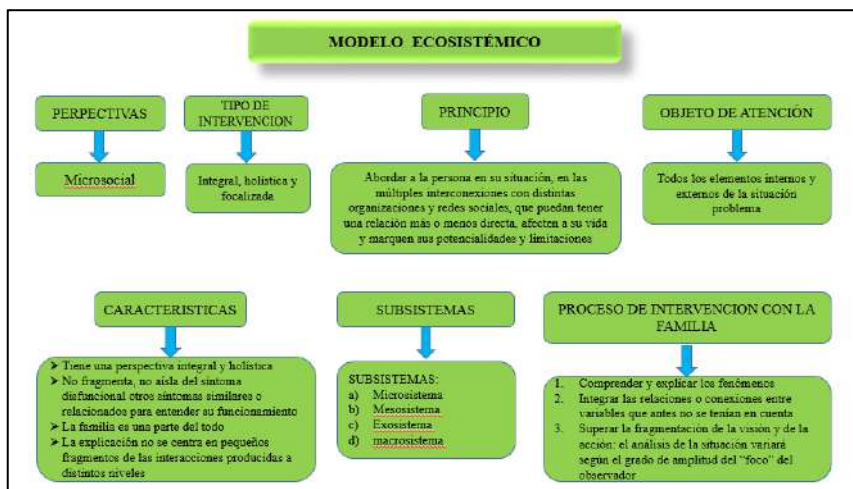 MODELO ECOSISTÉMICO
PERPECTIVAS
Microsocial
TIPO DE
INTERVENCION
Integral, holística y
focalizada
PRINCIPIO
Abordar a la persona en su situación, en las
múltiples interconexiones con distintas
organizaciones y redes sociales, que puedan tener
una relación más o menos directa, afecten a su vida
y marquen sus potencialidades y limitaciones
OBJETO DE ATENCIÓN
Todos los elementos internos y
externos de la situación
problema
CARACTERISTICAS
➤ Tiene una perspectiva integral y holística
➤ No fragmenta, no aísla del síntoma
disfuncional otros síntomas similares o
relacionados para entender su funcionamiento
➤ La familia es una parte del todo
➤ La explicación no se centra en pequeños
fragmentos de las interacciones producidas a
distintos niveles
SUBSISTEMAS
SUBSISTEMAS:
a) Microsistema
b) Mesosistema
c) Exosistema
d) macrosistema
PROCESO DE INTERVENCION CON LA
FAMILIA
1. Comprender y explicar los fenómenos
2. Integrar las relaciones o conexiones entre
variables que antes no se tenían en cuenta
3. Superar la fragmentación de la visión y de la
acción: el análisis de la situación variará
según el grado de amplitud del "foco" del
observador